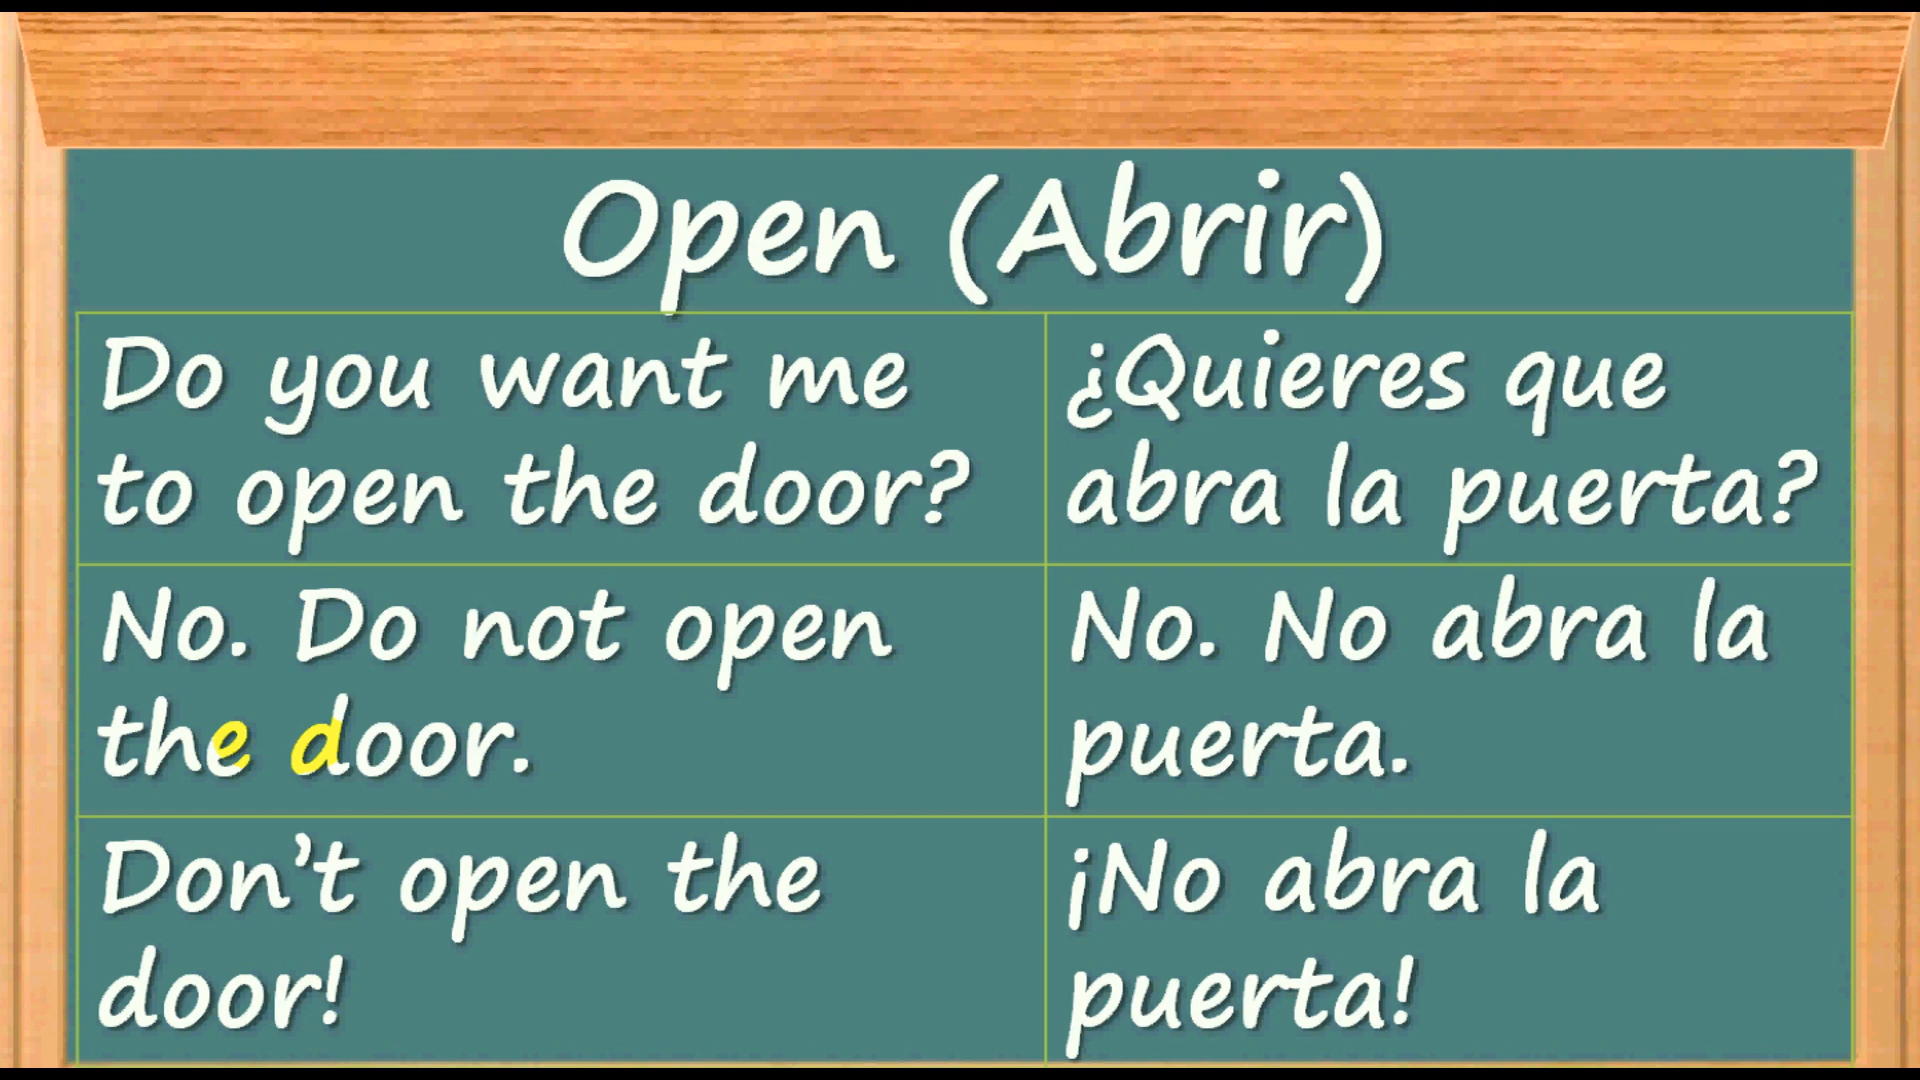 Open (Abrir)
Do you want me
to open the door?
¿Quieres que
abra la puerta?
No. Do not open
the door.
No. No abra la
puerta.
Don't open the
door!
¡No abra la
puerta!